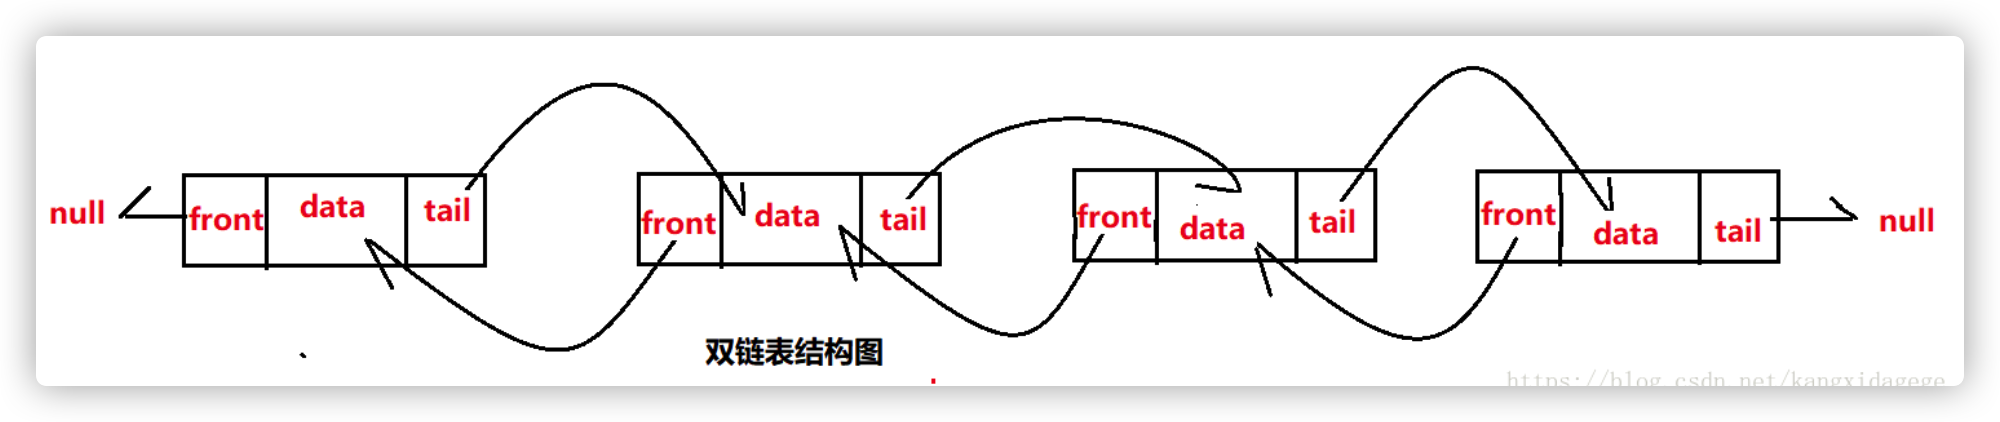 null front data tail front data tail front data tail front data tail null
双链表结构图
https://blog.csdn.net/kangxidagege